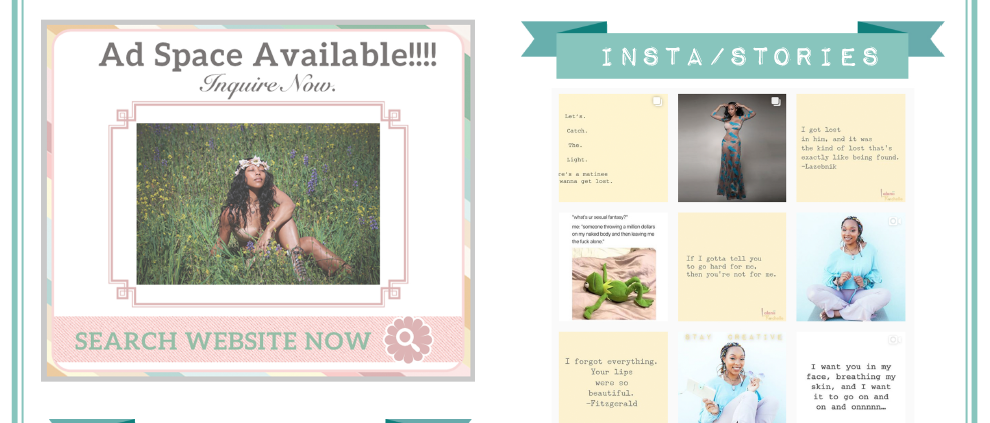 Ad Space Available!!!!
Inquire Now.
SEARCH WEBSITE NOW
INSTA/STORIES
Let's.
Catch.
The.
Light.
re's a matinee
wanna get lost.
I got lost
in him, and it was
the kind of lost that's
exactly like being found.
-Lazebnik
"what's ur sexual fantasy?"
me: "someone throwing a million dollars
on my naked body and then leaving me
the fuck alone."
If I gotta tell you
to go hard for me.
then you're not for me.
I forgot everything.
Your lips
were so
beautiful.
-Fitzgerald
STAY CREATIVE
I want you in my
face, breathing my
skin, and I want
it to go on and
on and onnnnn…